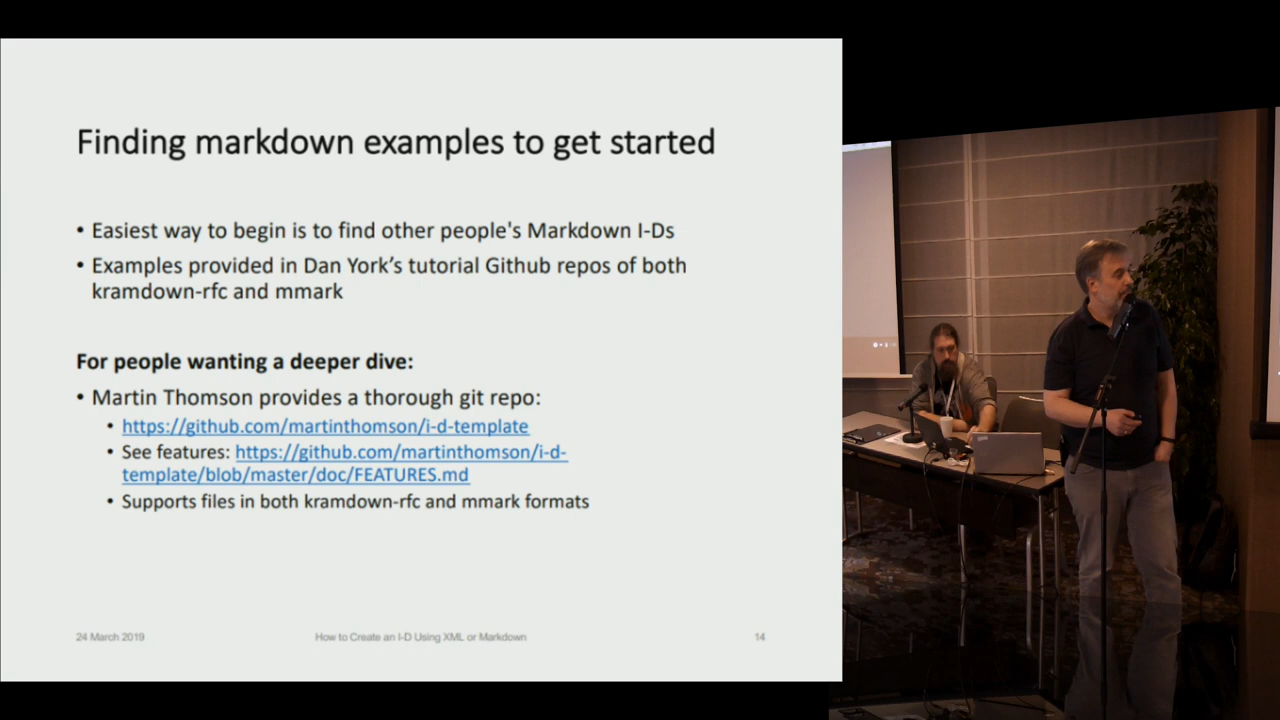 Finding markdown examples to get started
• Easiest way to begin is to find other people's Markdown I-Ds
• Examples provided in Dan York’s tutorial Github repos of both
kramdown-rfc and mmark
For people wanting a deeper dive:
• Martin Thomson provides a thorough git repo:
• https://github.com/martinthomson/i-d-template
• See features: https://github.com/martinthomson/i-d-
template/blob/master/doc/FEATURES.md
• Supports files in both kramdown-rfc and mmark formats
24 March 2019
How to Create an I-D Using XML or Markdown
14